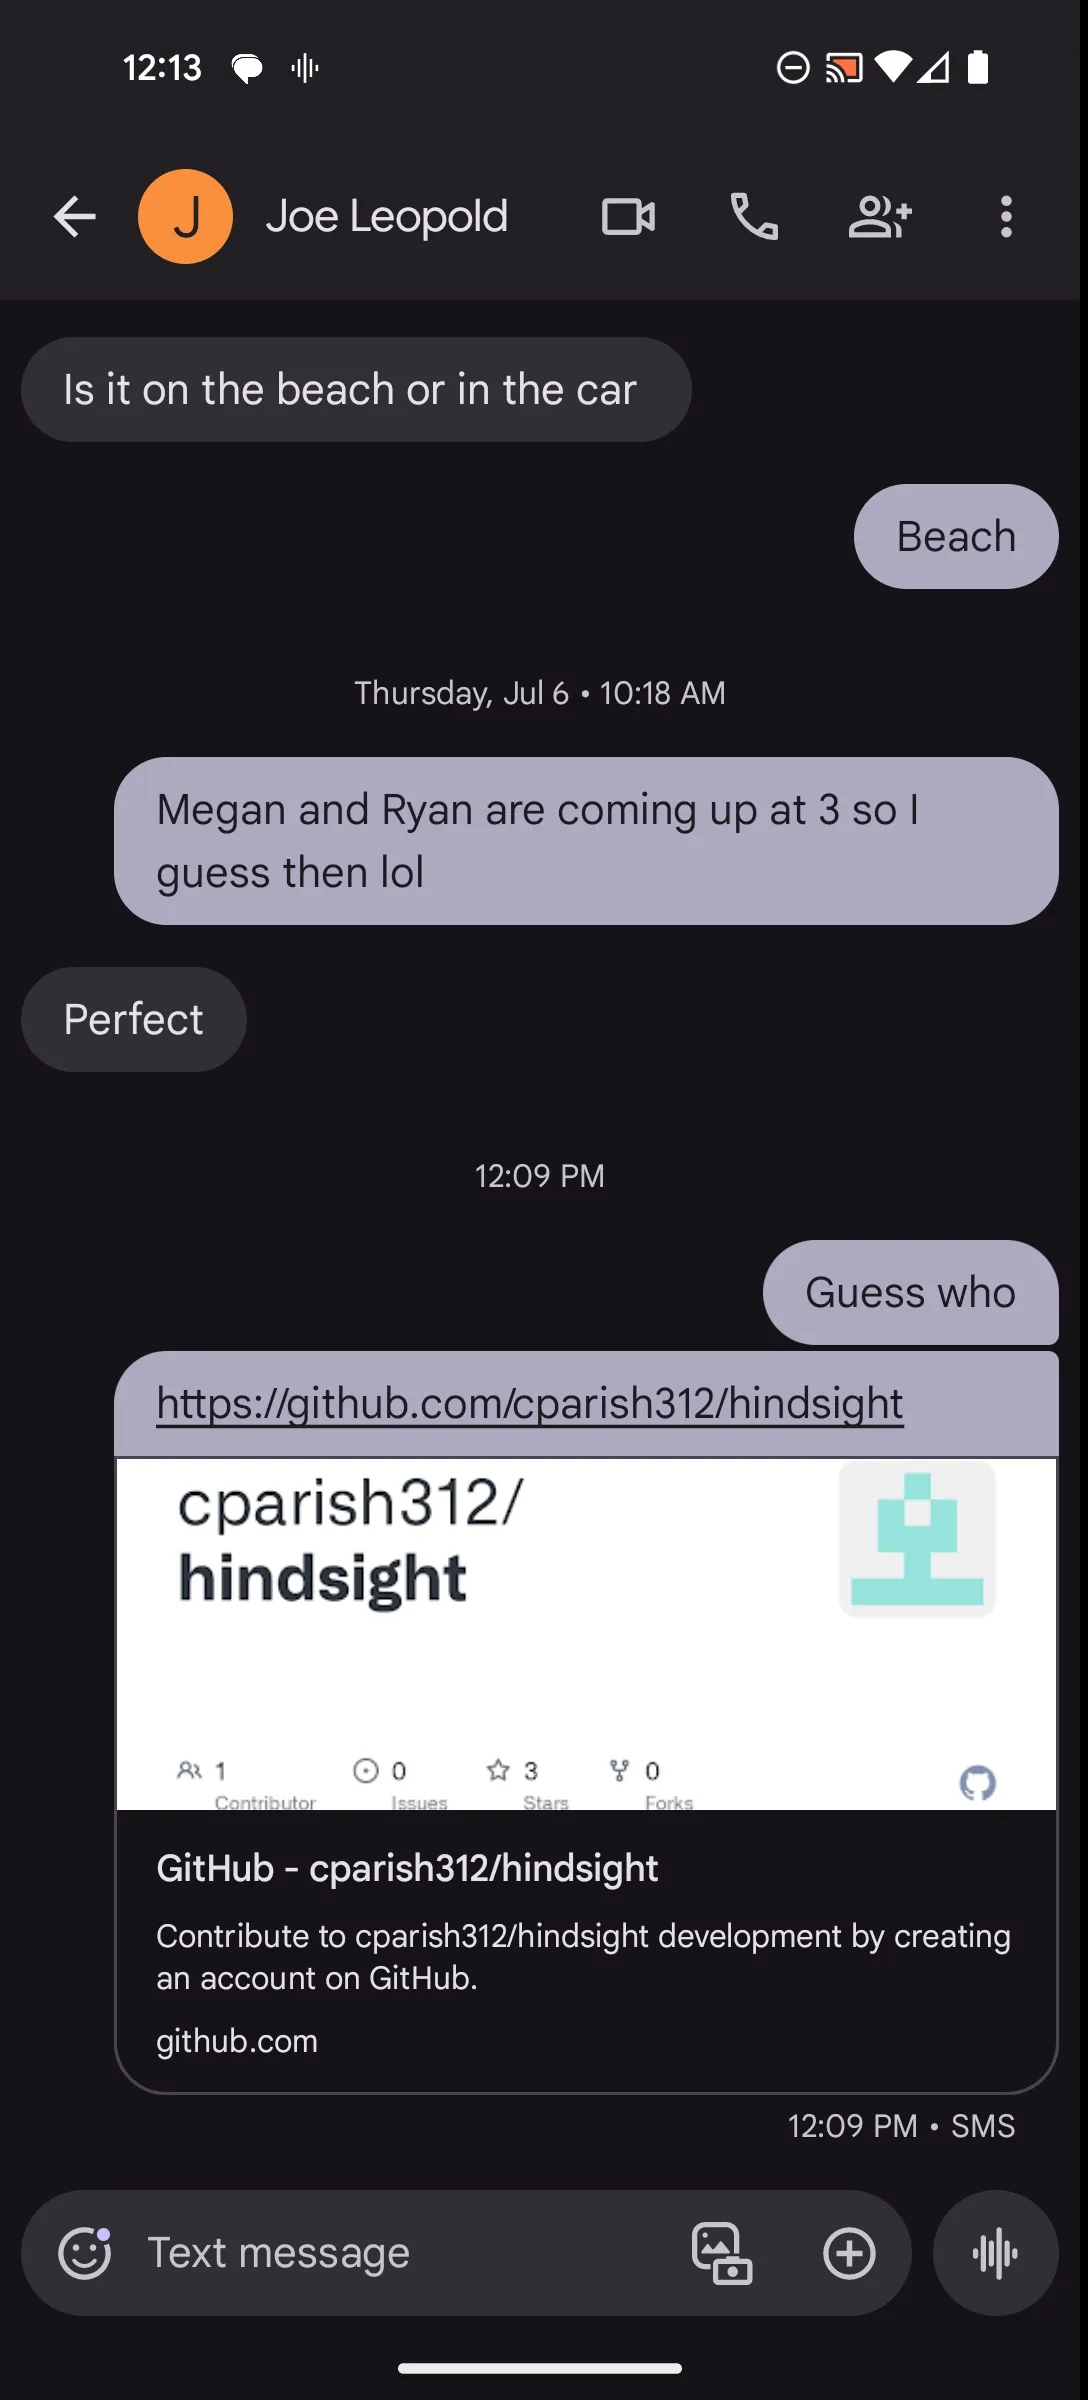 12:13
J
Joe Leopold
Is it on the beach or in the car
Beach
Thursday, Jul 6 • 10:18 AM
Megan and Ryan are coming up at 3 so I
guess then lol
Perfect
12:09 PM
Guess who
https://github.com/cparish312/hindsight
cparish312/
hindsight
1
Contributor
0
Issues
3
Stars
0
Forks
GitHub - cparish312/hindsight
Contribute to cparish312/hindsight development by creating
an account on GitHub.
github.com
12:09 PM • SMS
Text message